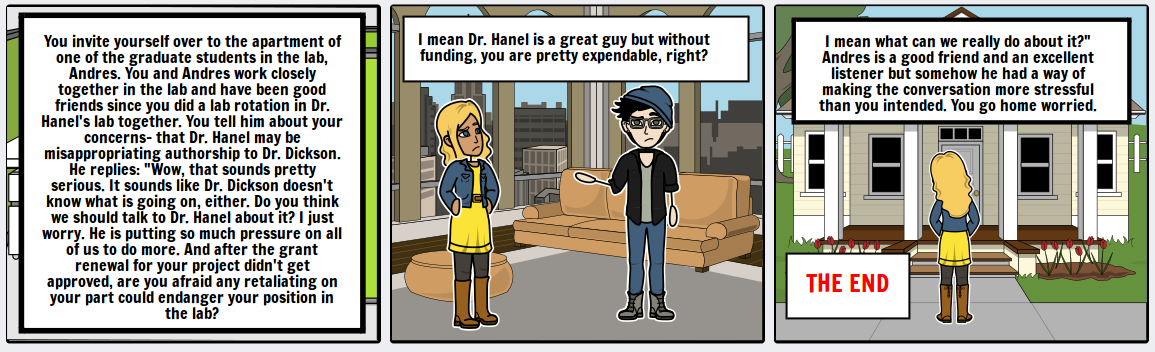 You invite yourself over to the apartment of
one of the graduate students in the lab,
Andres. You and Andres work closely
together in the lab and have been good
friends since you did a lab rotation in Dr.
Hanel's lab together. You tell him about your
concerns- that Dr. Hanel may be
misappropriating authorship to Dr. Dickson.
He replies: "Wow, that sounds pretty
serious. It sounds like Dr. Dickson doesn't
know what is going on, either. Do you think
we should talk to Dr. Hanel about it? I just
worry. He is putting so much pressure on all
of us to do more. And after the grant
renewal for your project didn't get
approved, are you afraid any retaliating on
your part could endanger your position in
the lab?
I mean Dr. Hanel is a great guy but without
funding, you are pretty expendable, right?
I mean what can we really do about it?"
Andres is a good friend and an excellent
listener but somehow he had a way of
making the conversation more stressful
than you intended. You go home worried.
THE END